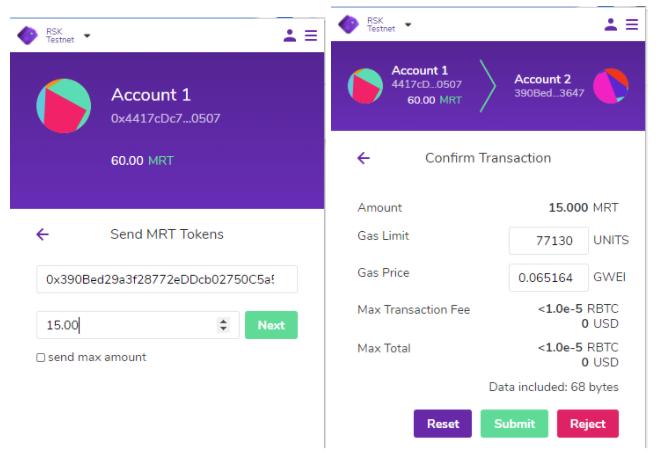 RSK
Testnet
Account 1
0x4417cDc7...0507
60.00 MRT
Send MRT Tokens
0x390Bed29a3f28772eDDcb02750C5a5
15.00
Next
send max amount
RSK
Testnet
Account 1
4417cD...0507
60.00 MRT
Account 2
390Bed...3647
Confirm Transaction
Amount 15.000 MRT
Gas Limit 77130 UNITS
Gas Price 0.065164 GWEI
Max Transaction Fee <1.0e-5 RBTC
0 USD
Max Total <1.0e-5 RBTC
0 USD
Data included: 68 bytes
Reset Submit Reject